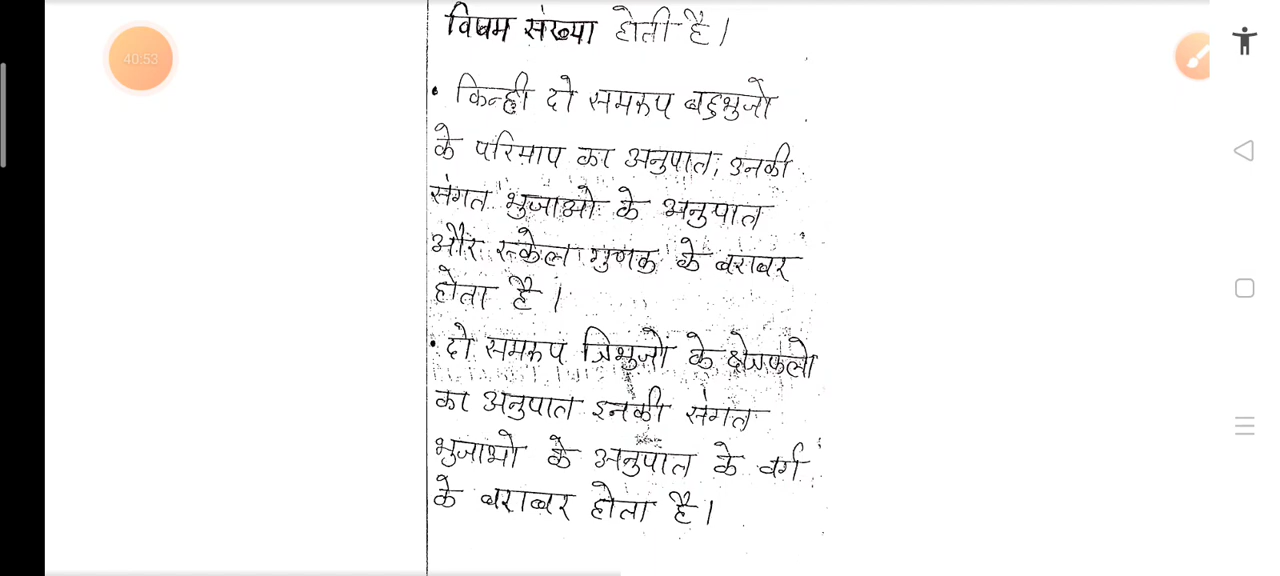 40:53
विषम संख्या होती है।
• किन्ही दो समरूप बहुभुजों
के परिमाप का अनुपात, उनकी
संगत भुजाओ के अनुपात
और स्केल गुणक के बराबर
होता है।
• दो समरूप त्रिभुजों के क्षेत्रफलो
का अनुपात इनकी संगत
भुजाओ के अनुपात के वर्ग
के बराबर होता है।